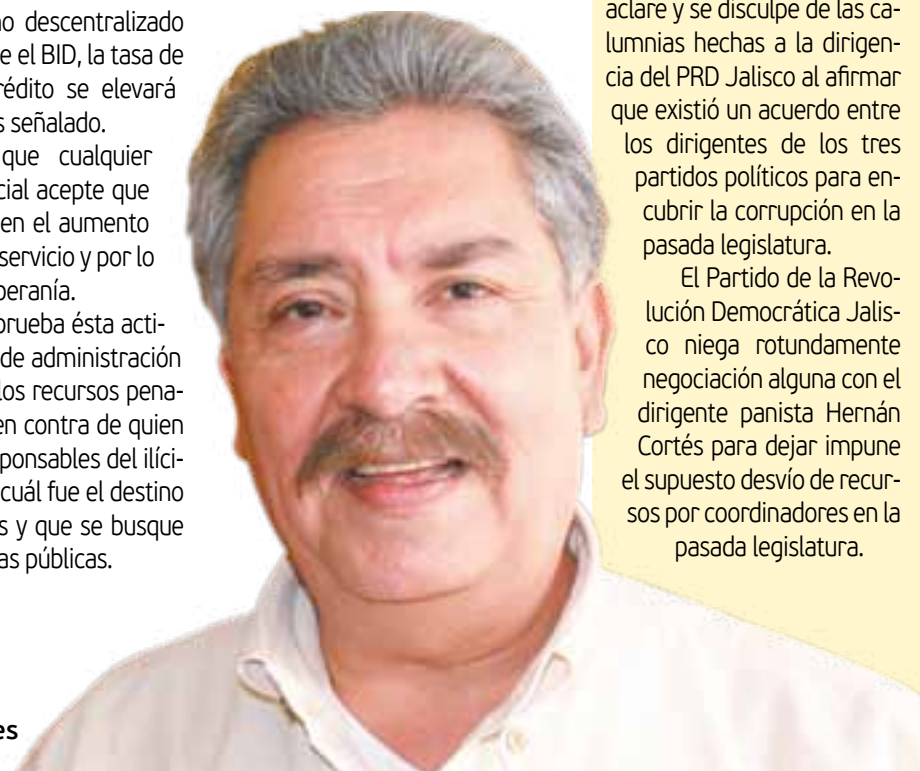 no descentralizado
e el BID, la tasa de
rédito se elevará
s señalado.
que cualquier
cial acepte que
en el aumento
servicio y por lo
peranía.
prueba ésta acti-
de administración
los recursos pena-
en contra de quien
ponsables del ilíci-
cuál fue el destino
s y que se busque
as públicas.
es
aclare y se disculpe de las ca-
lumnias hechas a la dirigen-
cia del PRD Jalisco al afirmar
que existió un acuerdo entre
los dirigentes de los tres
partidos políticos para en-
cubrir la corrupción en la
pasada legislatura.
El Partido de la Revo-
lución Democrática Jalis-
co niega rotundamente
negociación alguna con el
dirigente panista Hernán
Cortés para dejar impune
el supuesto desvío de recur-
sos por coordinadores en la
pasada legislatura.